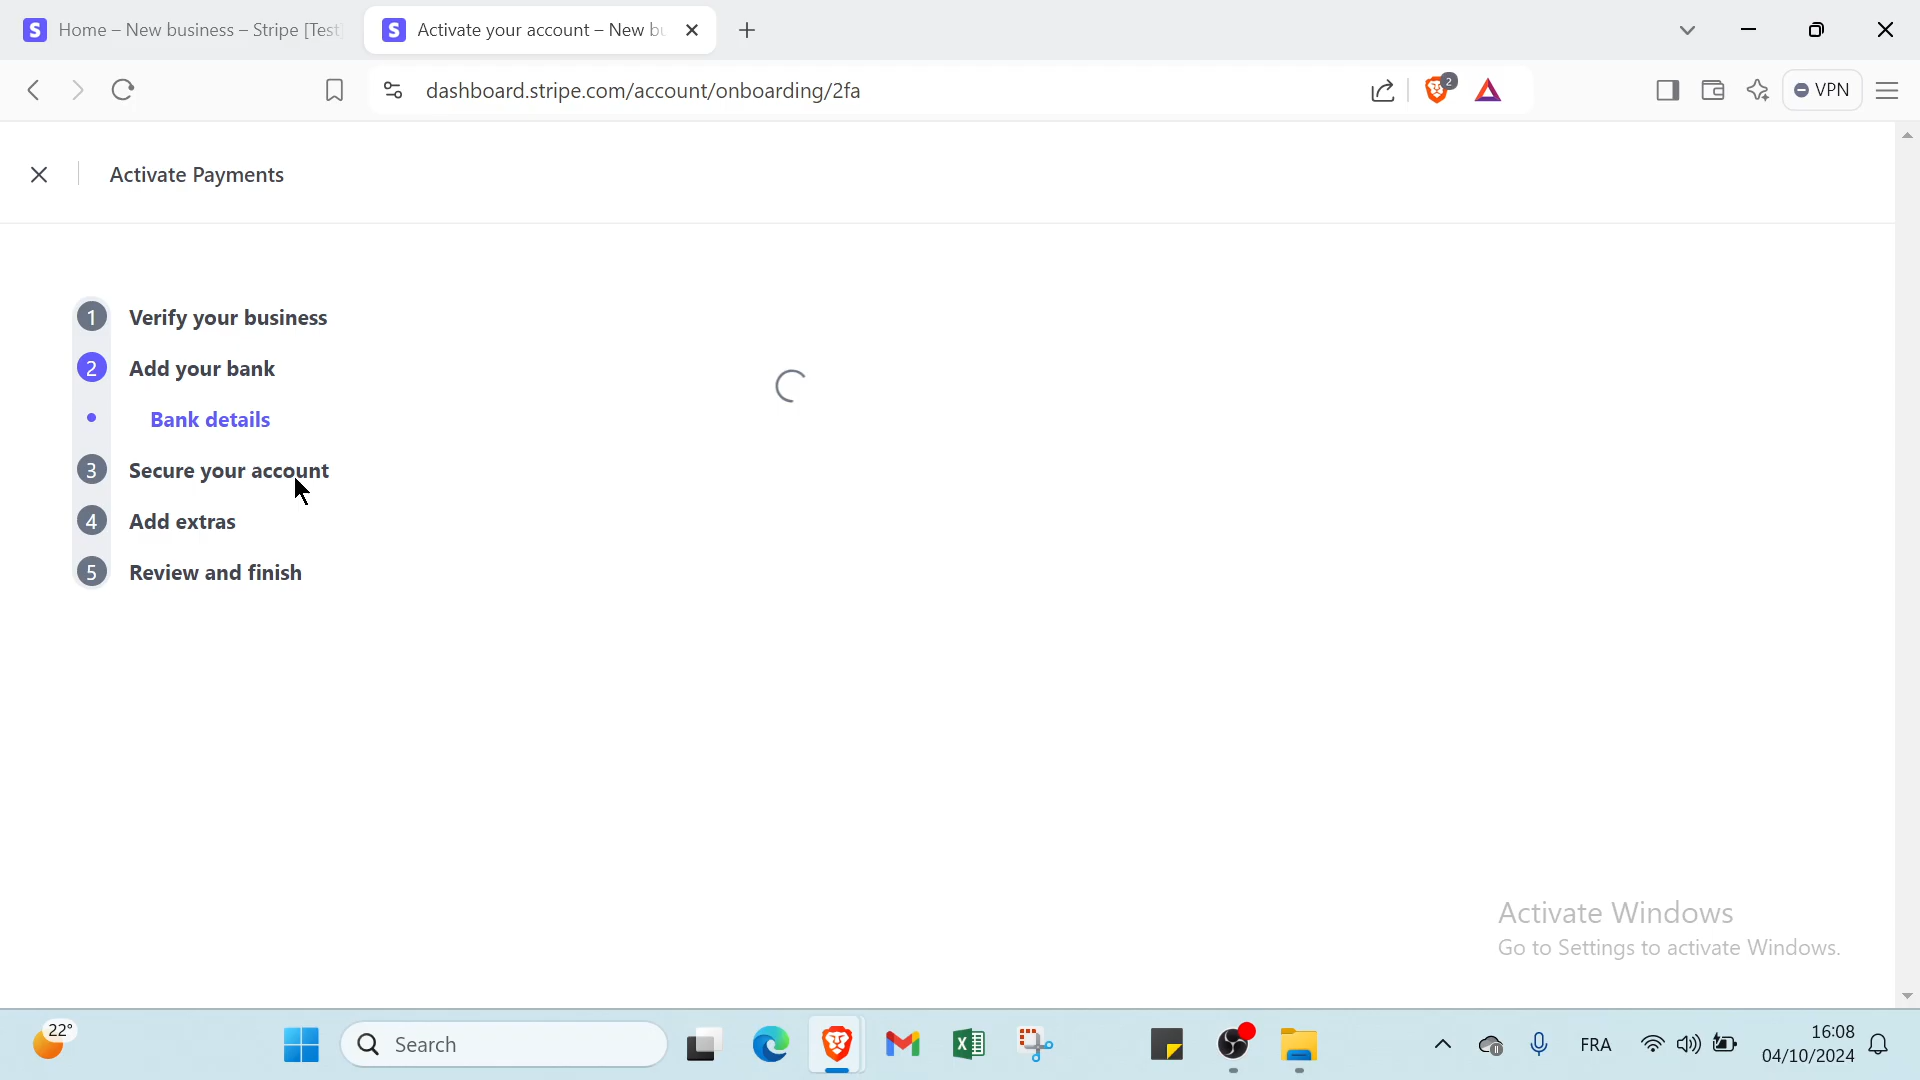 Home – New business – Stripe [Test
Activate your account – New bu
dashboard.stripe.com/account/onboarding/2fa
2
VPN
Activate Payments
1 Verify your business
2 Add your bank
Bank details
3 Secure your account
4 Add extras
5 Review and finish
Activate Windows
Go to Settings to activate Windows.
22°
Search
FRA
16:08
04/10/2024